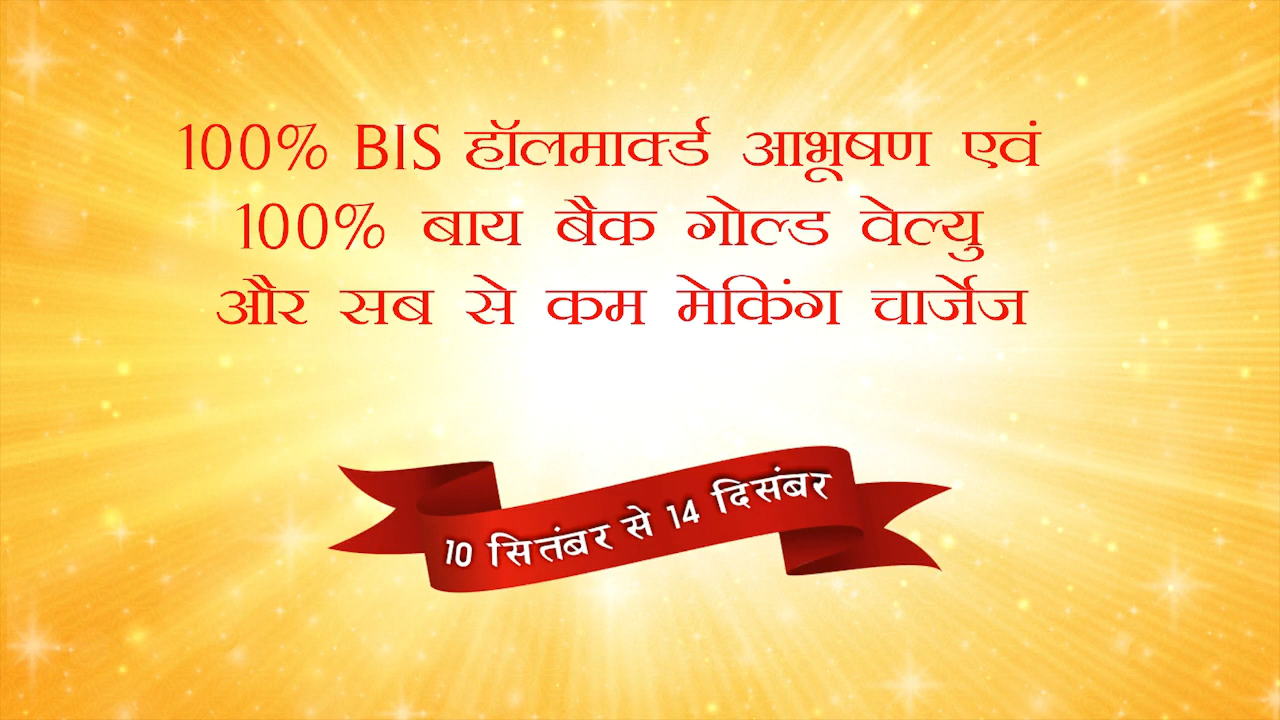 100% BIS हॉलमार्क्ड आभूषण एवं
100% बाय बैक गोल्ड वेल्यु
और सब से कम मेकिंग चार्जेज
10 सितंबर से 14 दिसंबर